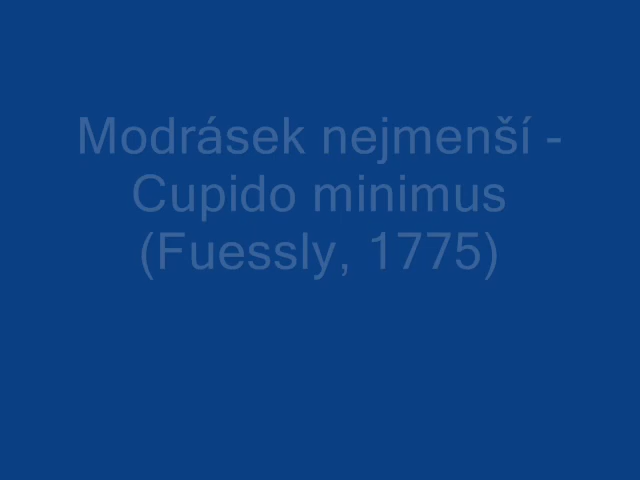 Modrásek nejmenší -
Cupido minimus
(Fuessly, 1775)